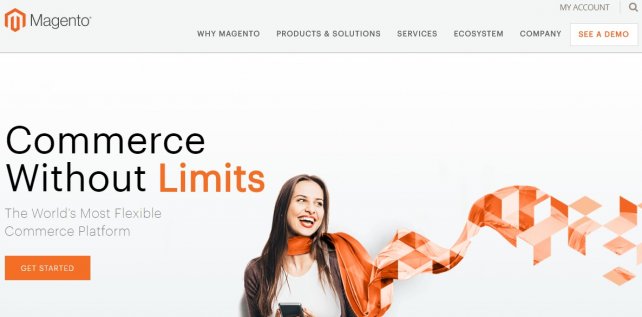 Magento
MY ACCOUNT
WHY MAGENTO PRODUCTS & SOLUTIONS SERVICES ECOSYSTEM COMPANY SEE A DEMO
Commerce
Without Limits
The World's Most Flexible
Commerce Platform
GET STARTED